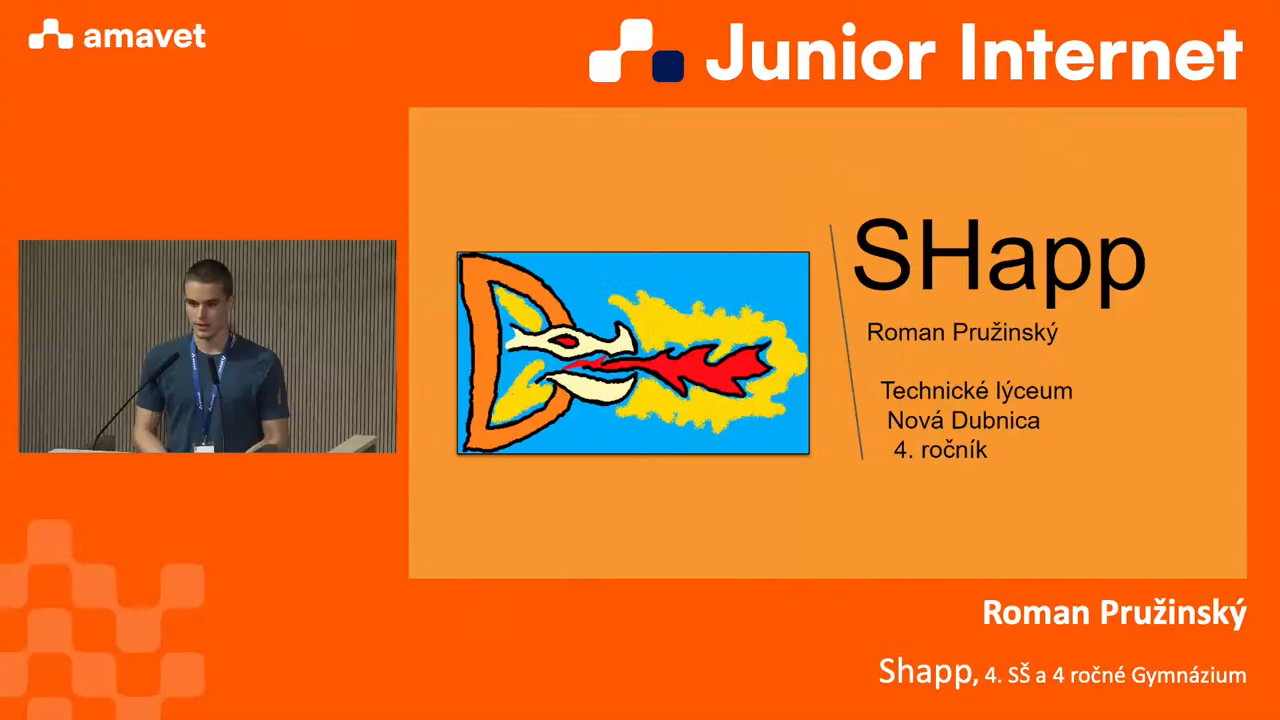 amavet
Junior Internet
SHapp
Roman Pružinský
Technické lýceum
Nová Dubnica
4. ročník
Roman Pružinský
Shapp, 4. SŠ a 4 ročné Gymnázium